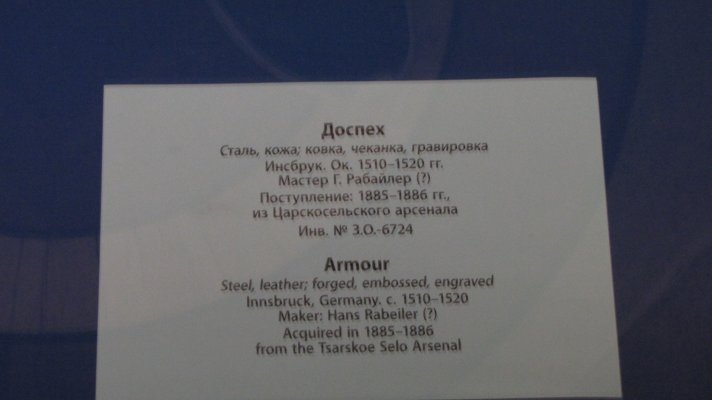 Доспех
Сталь, кожа; ковка, чеканка, гравировка
Инсбрук. Ок. 1510–1520 гг.
Мастер Г. Рабайлер (?)
Поступление: 1885–1886 гг.,
из Царскосельского арсенала
Инв. № З.О.-6724
Armour
Steel, leather; forged, embossed, engraved
Innsbruck, Germany. c. 1510–1520
Maker: Hans Rabeiler (?)
Acquired in 1885–1886
from the Tsarskoe Selo Arsenal